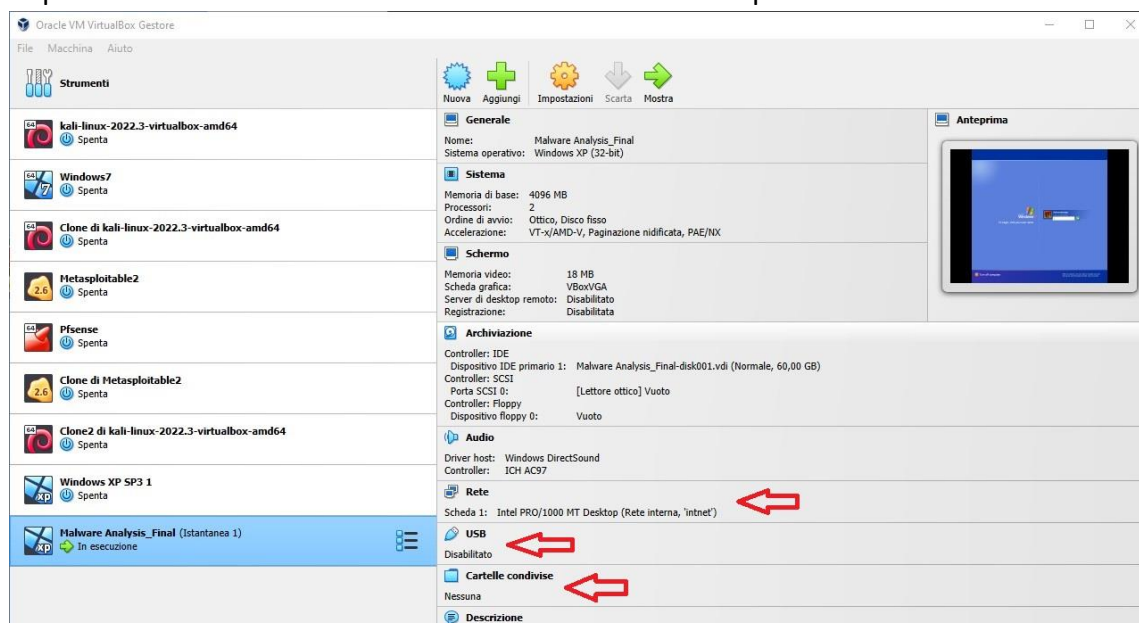 Oracle VM VirtualBox Gestore
File Macchina Aiuto
Strumenti
kali-linux-2022.3-virtualbox-amd64
Spenta
Windows7
Spenta
Clone di kali-linux-2022.3-virtualbox-amd64
Spenta
Metasploitable2
Spenta
Pfsense
Spenta
Clone di Metasploitable2
Spenta
Clone2 di kali-linux-2022.3-virtualbox-amd64
Spenta
Windows XP SP3 1
Spenta
Malware Analysis_Final (Istantanea 1)
In esecuzione
Nuova Aggiungi Impostazioni Scarta Mostra
Generale
Nome: Malware Analysis_Final
Sistema operativo: Windows XP (32-bit)
Sistema
Memoria di base: 4096 MB
Processori: 2
Ordine di avvio: Ottico, Disco fisso
Accelerazione: VT-x/AMD-V, Paginazione nidificata, PAE/NX
Schermo
Memoria video: 18 MB
Scheda grafica: VBoxVGA
Server di desktop remoto: Disabilitato
Registrazione: Disabilitata
Archiviazione
Controller: IDE
Dispositivo IDE primario 1: Malware Analysis_Final-disk001.vdi (Normale, 60,00 GB)
Controller: SCSI
Porta SCSI 0: [Lettore ottico] Vuoto
Controller: Floppy
Dispositivo floppy 0: Vuoto
Audio
Driver host: Windows DirectSound
Controller: ICH AC97
Rete
Scheda 1: Intel PRO/1000 MT Desktop (Rete interna, 'intnet')
USB
Disabilitato
Cartelle condivise
Nessuna
Descrizione
Anteprima